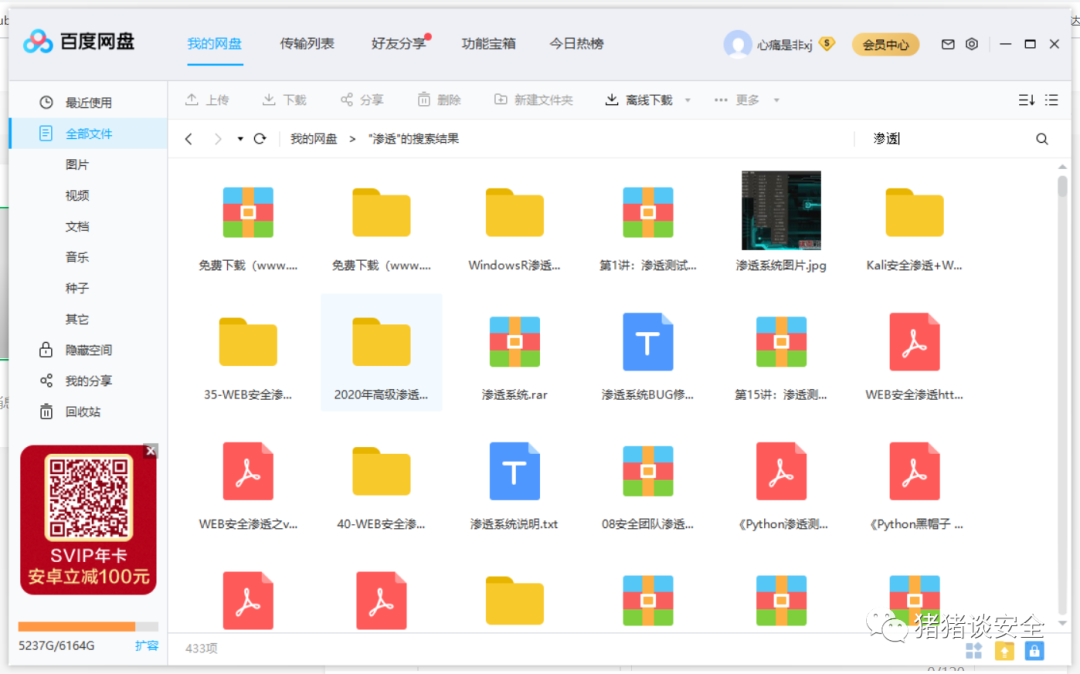 百度网盘
我的网盘
传输列表
好友分享
功能宝箱
今日热榜
心痛是非xj
S
会员中心
最近使用
全部文件
图片
视频
文档
音乐
种子
其它
隐藏空间
我的分享
回收站
SVIP年卡
安卓立减100元
5237G/6164G
扩容
上传
下载
分享
删除
新建文件夹
离线下载
更多
我的网盘 > "渗透"的搜索结果
渗透
免费下载（www....
免费下载（www....
WindowsR渗透...
第1讲：渗透测试...
渗透系统图片.jpg
Kali安全渗透+W...
35-WEB安全渗...
2020年高级渗透...
渗透系统.rar
渗透系统BUG修...
第15讲：渗透测...
WEB安全渗透htt...
WEB安全渗透之v...
40-WEB安全渗...
渗透系统说明.txt
08安全团队渗透...
《Python渗透测...
《Python黑帽子 ...
433项
猪猪谈安全